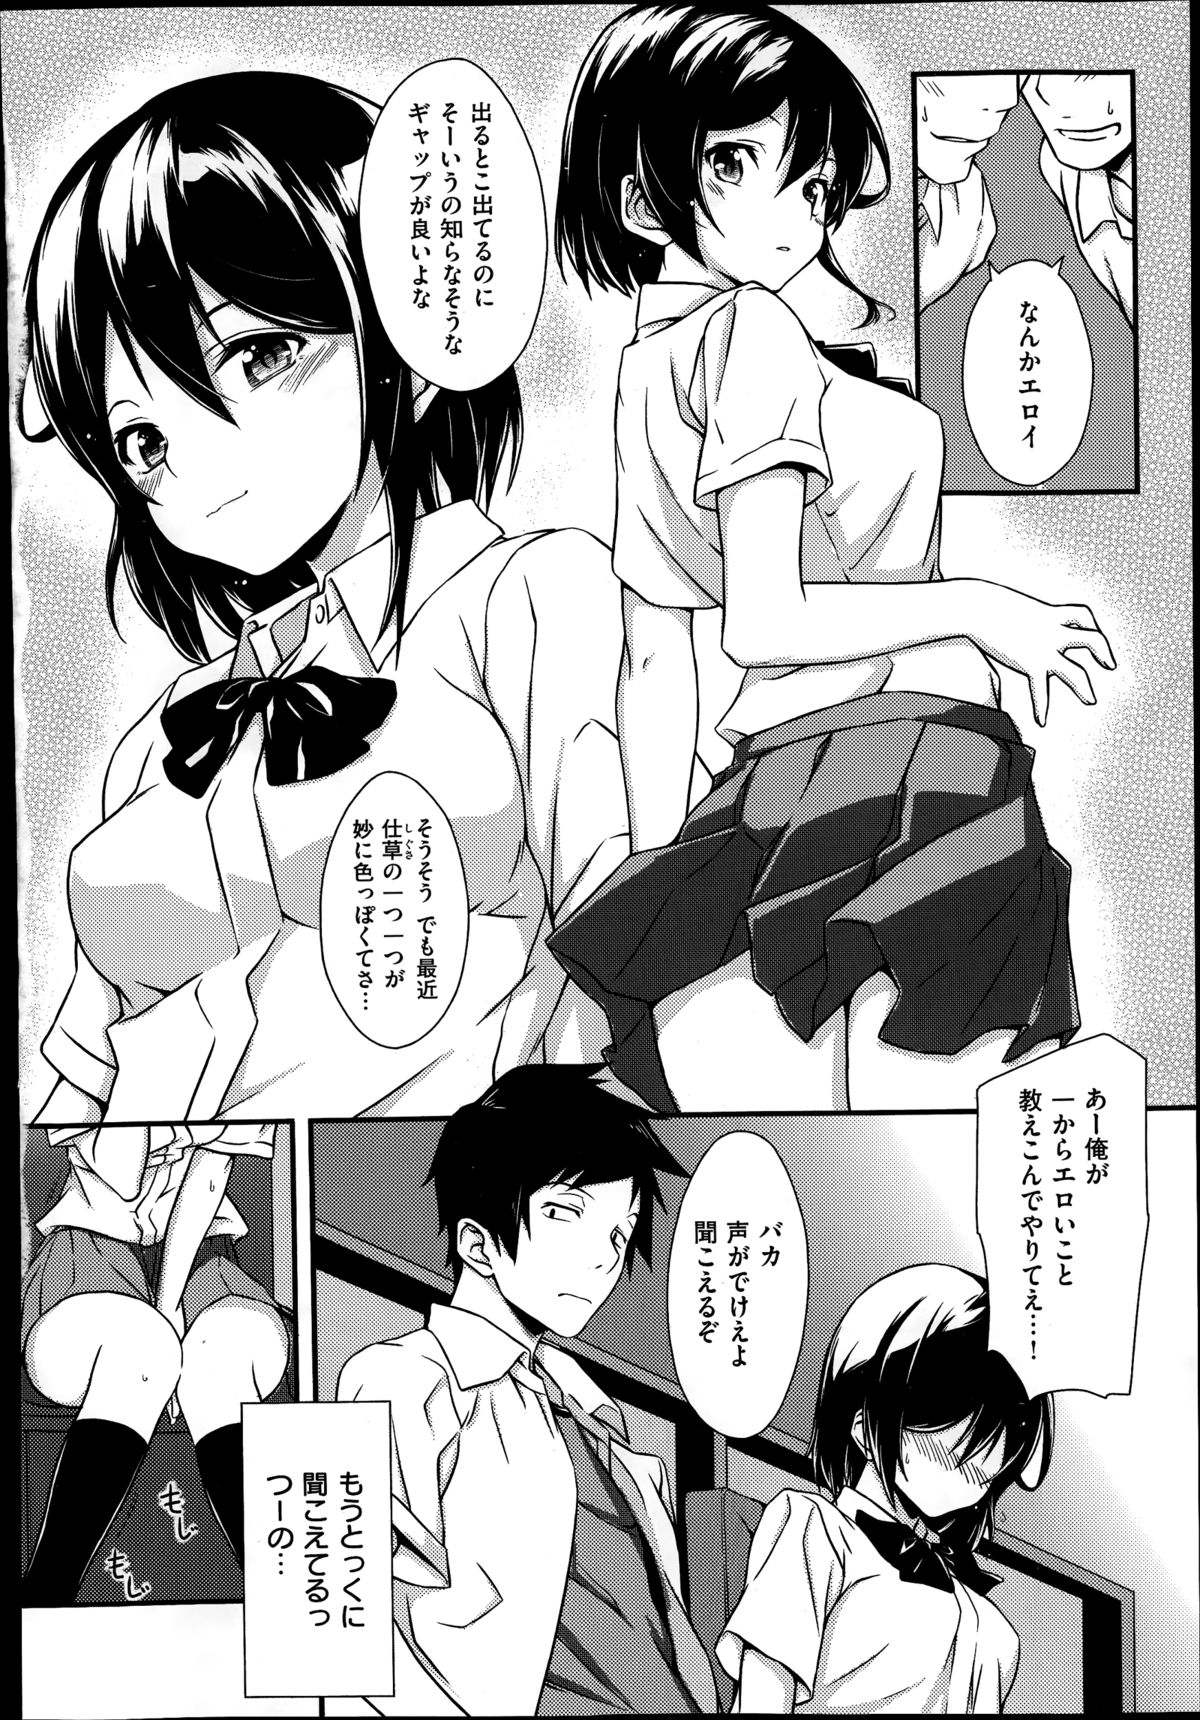 なんかエロイ
出るとこ出てるのに
そーいうの知らなそうな
ギャップが良いよな
そうそう でも最近
仕草の一つ一つが
しぐさ
妙に色っぽくてさ…
あー俺が
一からエロいこと
教えこんでやりてえ…!
バカ
声がでけえよ
聞こえるぞ
もうとっくに
聞こえてるっ
つーの…
もじ
もじ